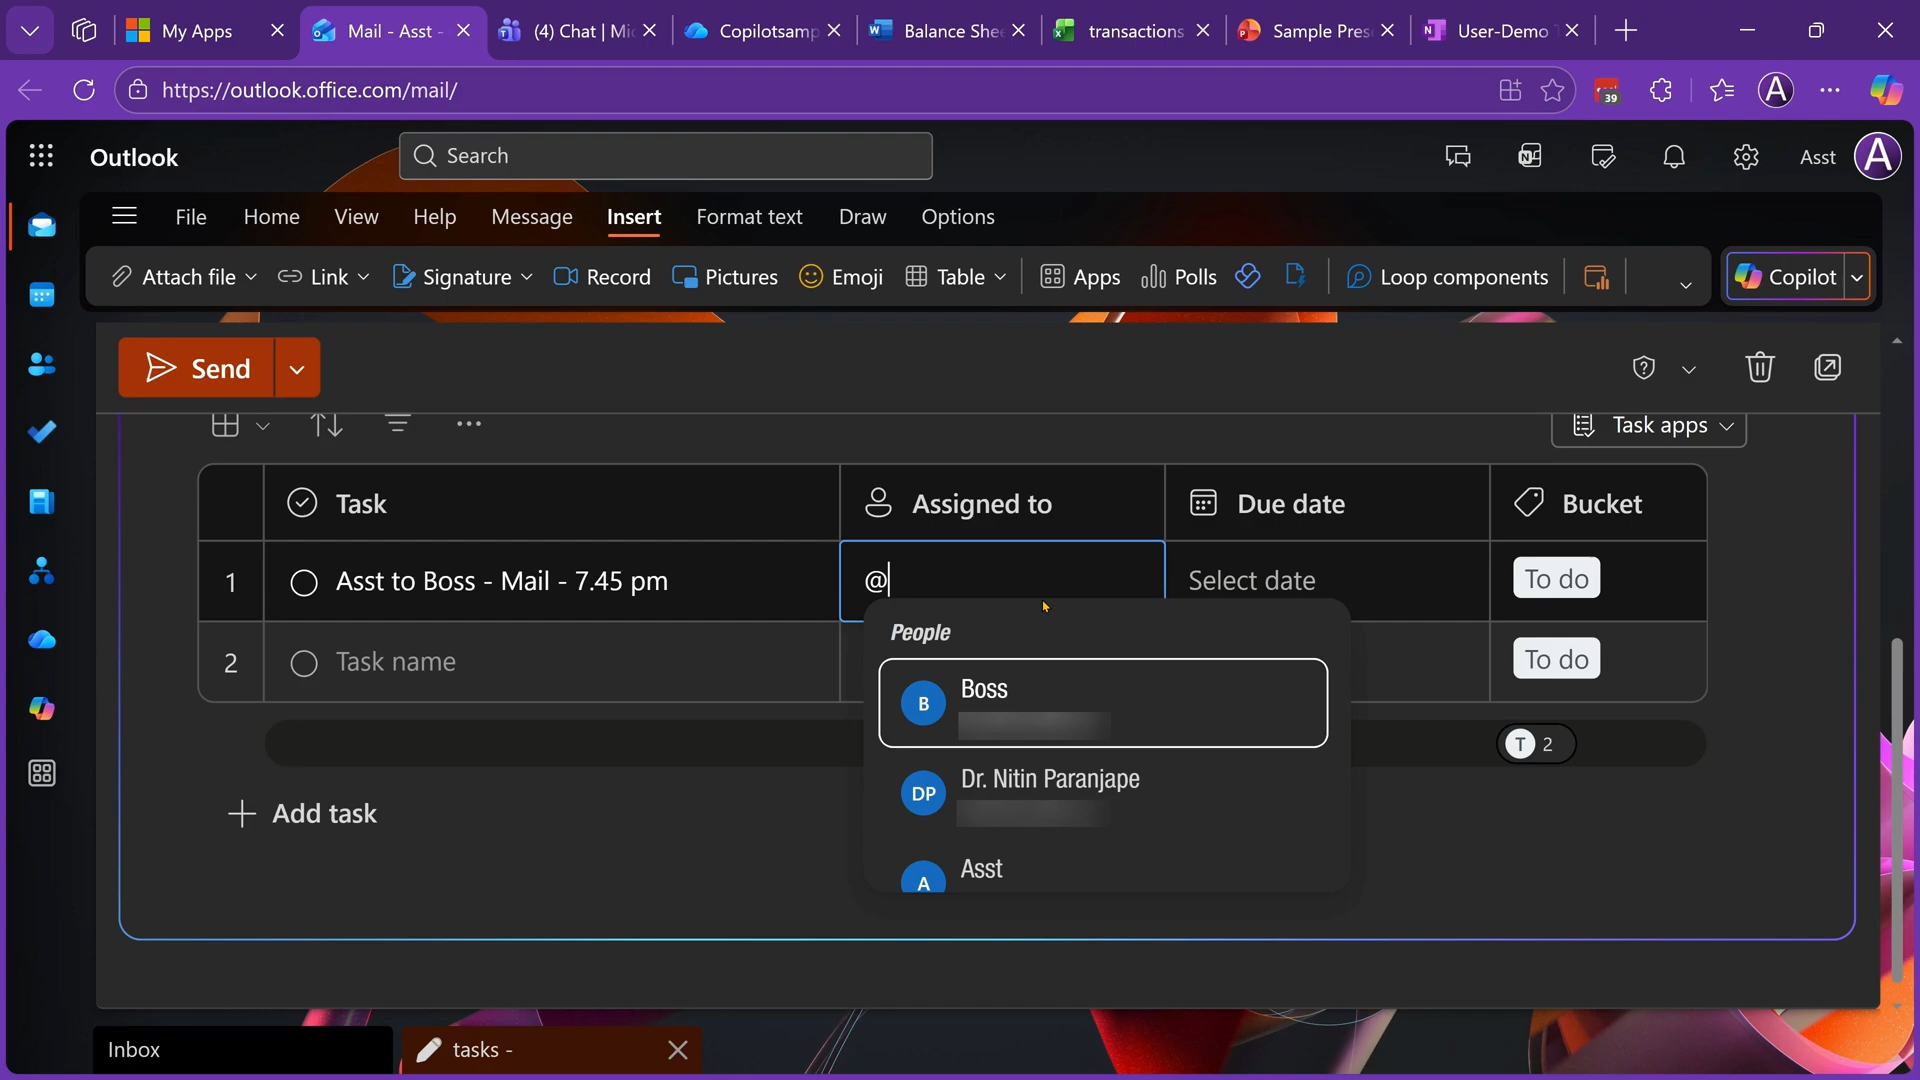 My Apps
Mail - Asst -
(4) Chat | Mi
Copilotsamp
Balance She
transactions
Sample Pres
User-Demo
https://outlook.office.com/mail/
39
A
Outlook
Search
Asst
A
File
Home
View
Help
Message
Insert
Format text
Draw
Options
Attach file
Link
Signature
Record
Pictures
Emoji
Table
Apps
Polls
Loop components
Copilot
Send
Task apps
Task
Assigned to
Due date
Bucket
1
Asst to Boss - Mail - 7.45 pm
@
Select date
To do
2
Task name
To do
People
B
Boss
DP
Dr. Nitin Paranjape
A
Asst
T 2
Add task
Inbox
tasks -